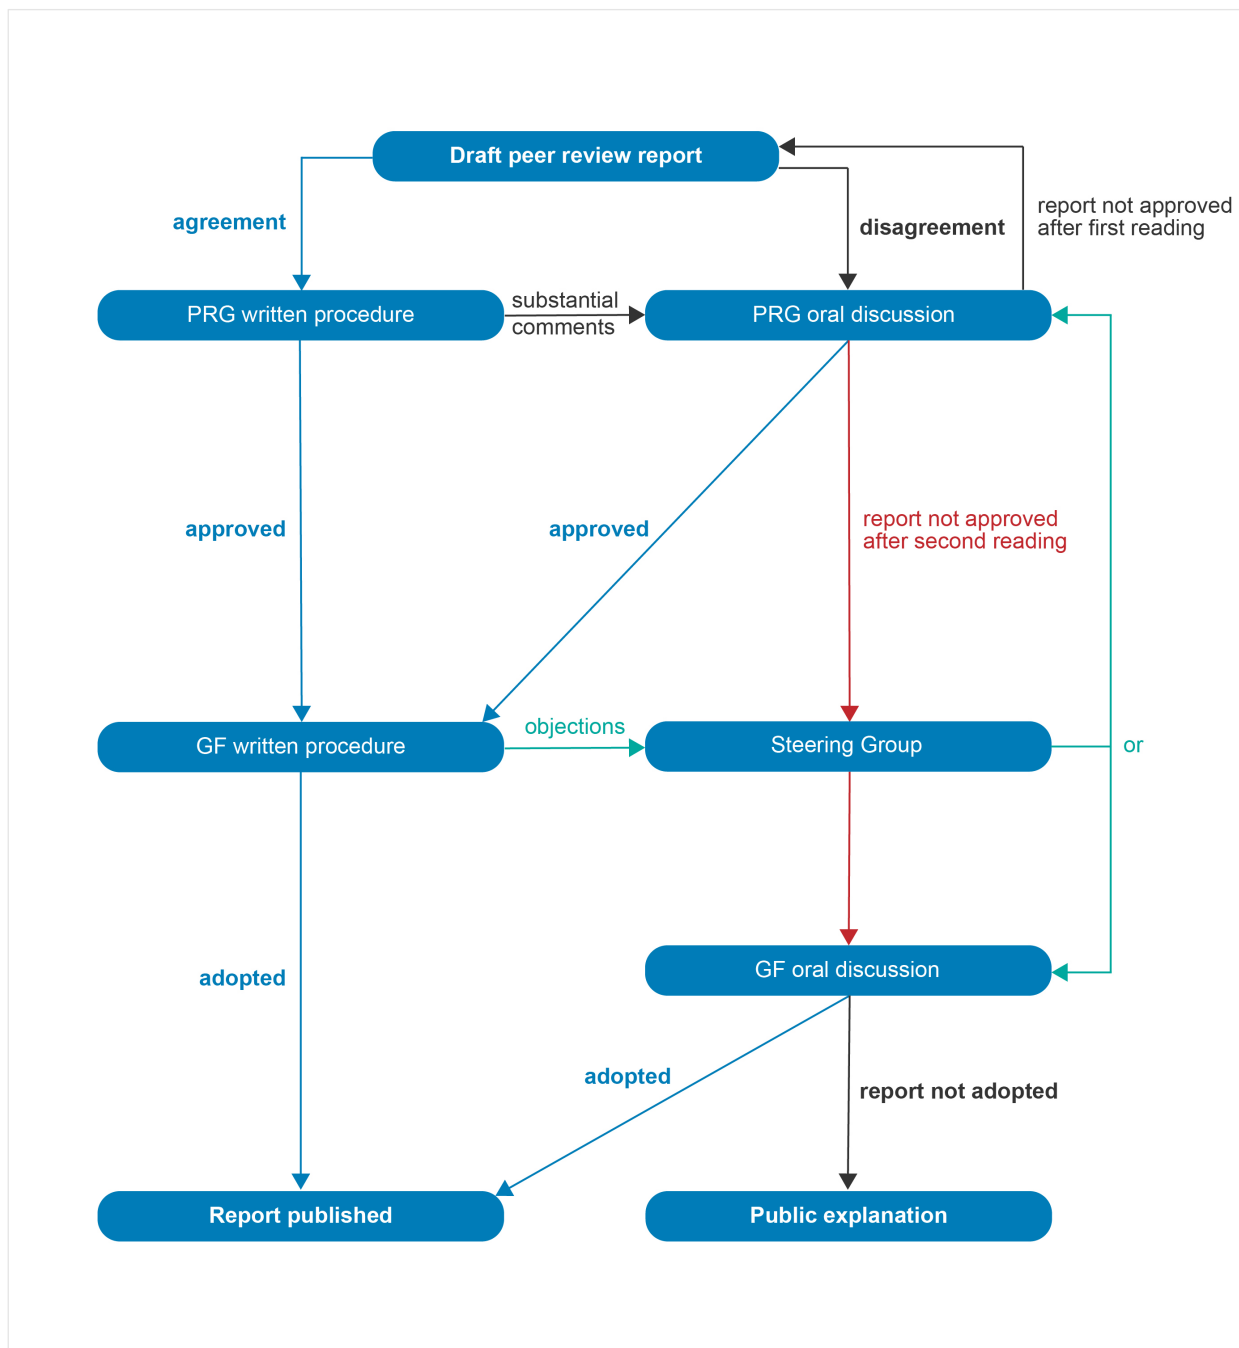 Draft peer review report
agreement
disagreement
report not approved
after first reading
PRG written procedure
substantial
comments
PRG oral discussion
approved
approved
report not approved
after second reading
GF written procedure
objections
Steering Group
or
GF oral discussion
adopted
adopted
report not adopted
Report published
Public explanation